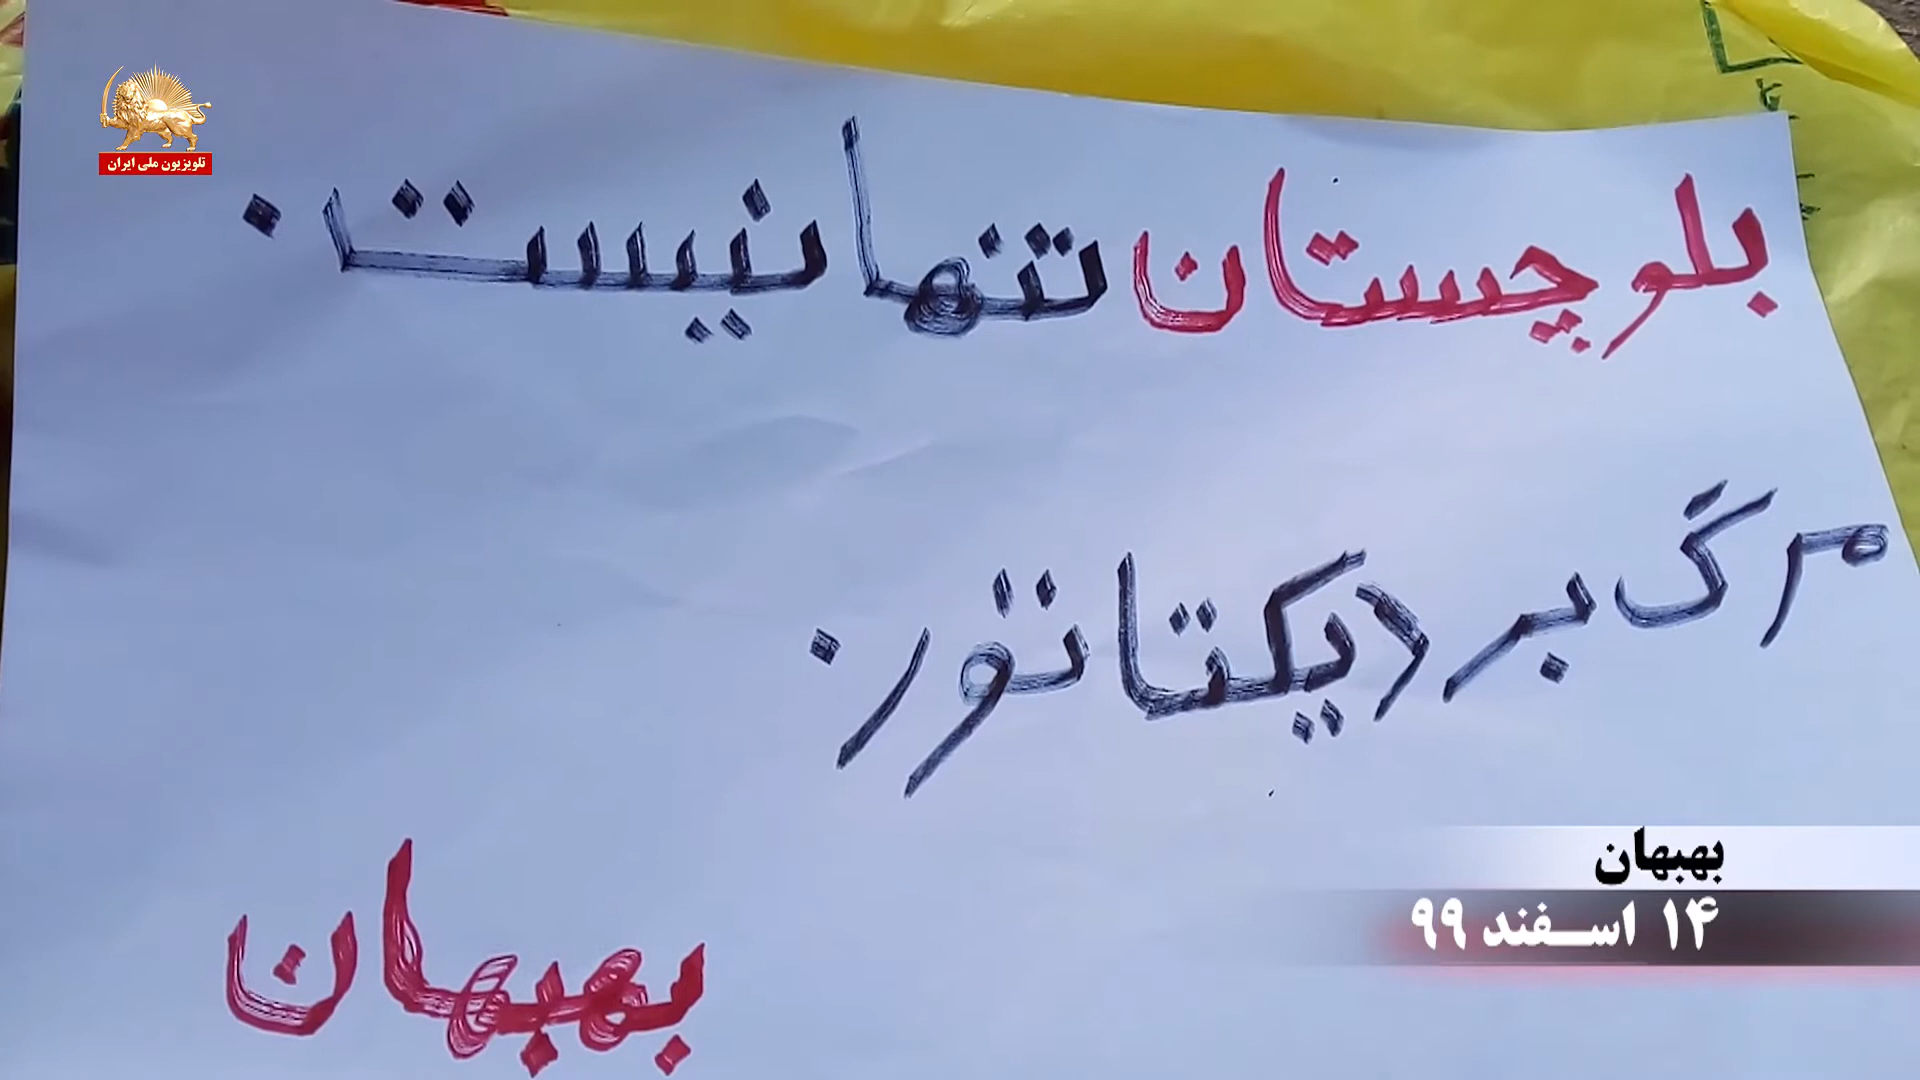 تلویزیون ملی ایران
بلوچستان تنها نیست.
مرگ بر دیکتاتور.
بهبهان
بهبهان
۱۴ اسفند ۹۹